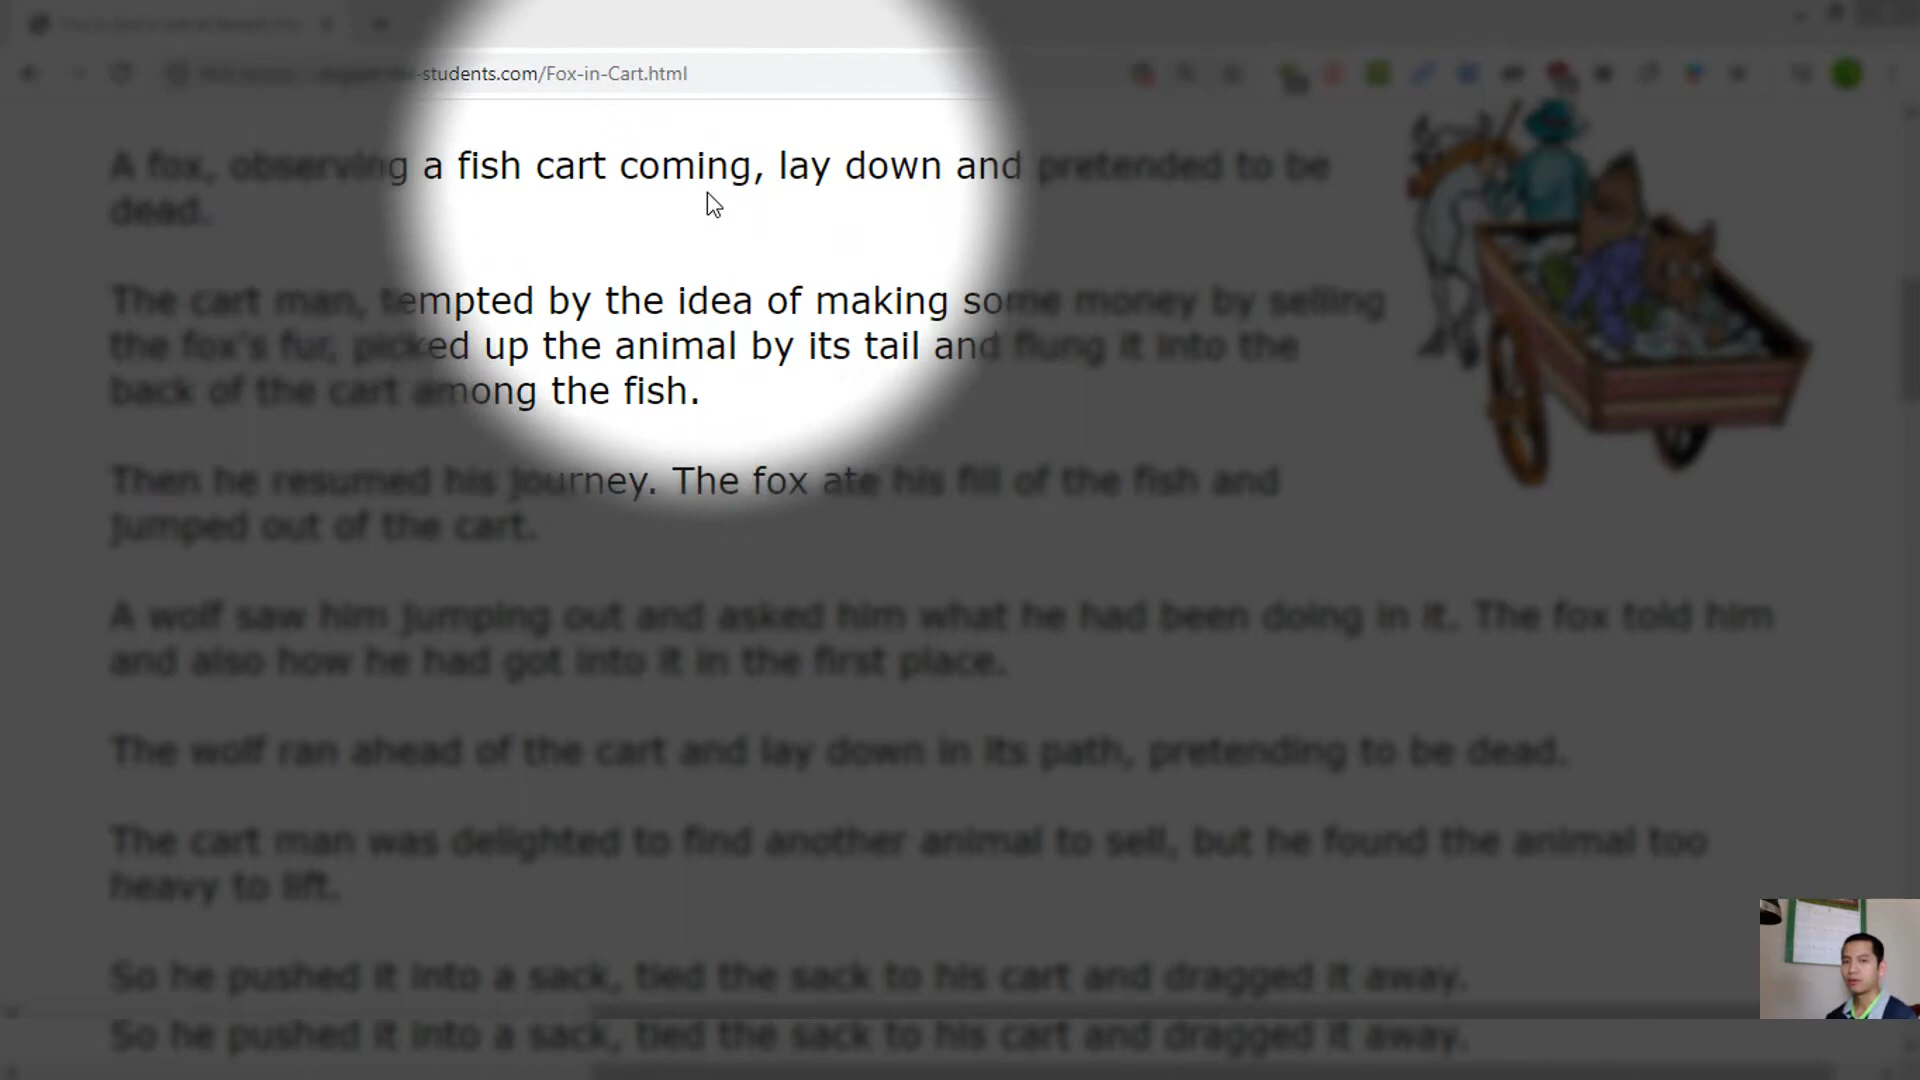 -students.com/Fox-in-Cart.html
A fox, observing a fish cart coming, lay down and pretended to be
dead.
The cart man, tempted by the idea of making some money by selling
the fox's fur, picked up the animal by its tail and flung it into the
back of the cart among the fish.
Then he resumed his journey. The fox ate his fill of the fish and
jumped out of the cart.
A wolf saw him jumping out and asked him what he had been doing in it. The fox told him
and also how he had got into it in the first place.
The wolf ran ahead of the cart and lay down in its path, pretending to be dead.
The cart man was delighted to find another animal to sell, but he found the animal too
heavy to lift.
So he pushed it into a sack, tied the sack to his cart and dragged it away.
So he pushed it into a sack, tied the sack to his cart and dragged it away.